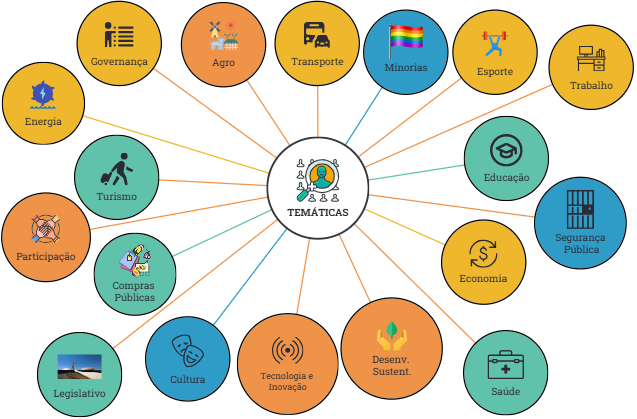 Governança
Agro
Transporte
Minorias
Esporte
Trabalho
Energia
Turismo
Educação
TEMÁTICAS
Participação
Compras
Públicas
Segurança
Pública
Economia
Legislativo
Cultura
Tecnologia e
Inovação
Desenv.
Sustent.
Saúde